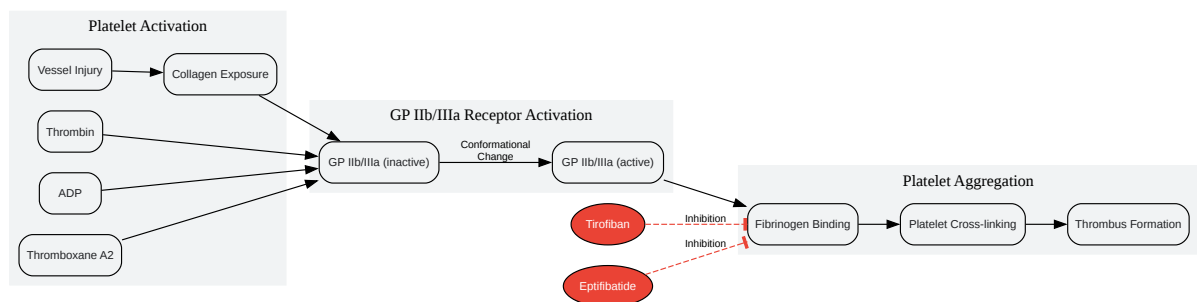 Platelet Activation
Vessel Injury
Collagen Exposure
Thrombin
ADP
Thromboxane A2
GP IIb/IIIa Receptor Activation
GP IIb/IIIa (inactive)
Conformational
Change
GP IIb/IIIa (active)
Tirofiban
Inhibition
Eptifibatide
Inhibition
Platelet Aggregation
Fibrinogen Binding
Platelet Cross-linking
Thrombus Formation